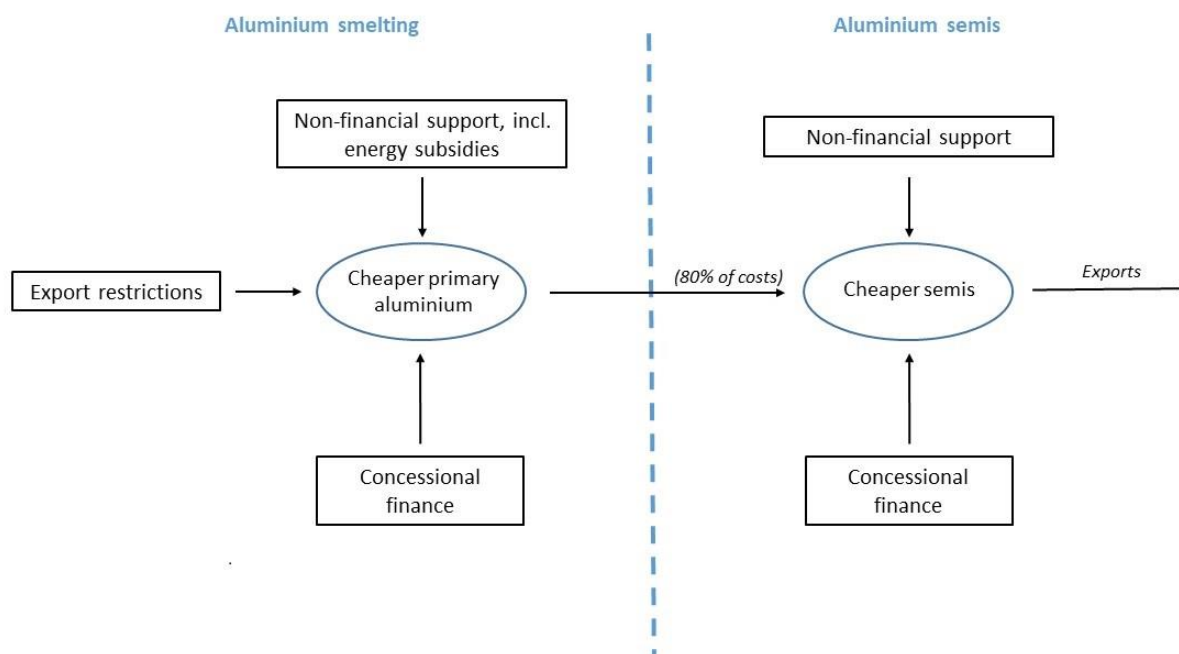 Aluminium smelting
Aluminium semis
Non-financial support, incl.
energy subsidies
Non-financial support
Export restrictions
Cheaper primary
aluminium
(80% of costs)
Cheaper semis
Exports
Concessional
finance
Concessional
finance